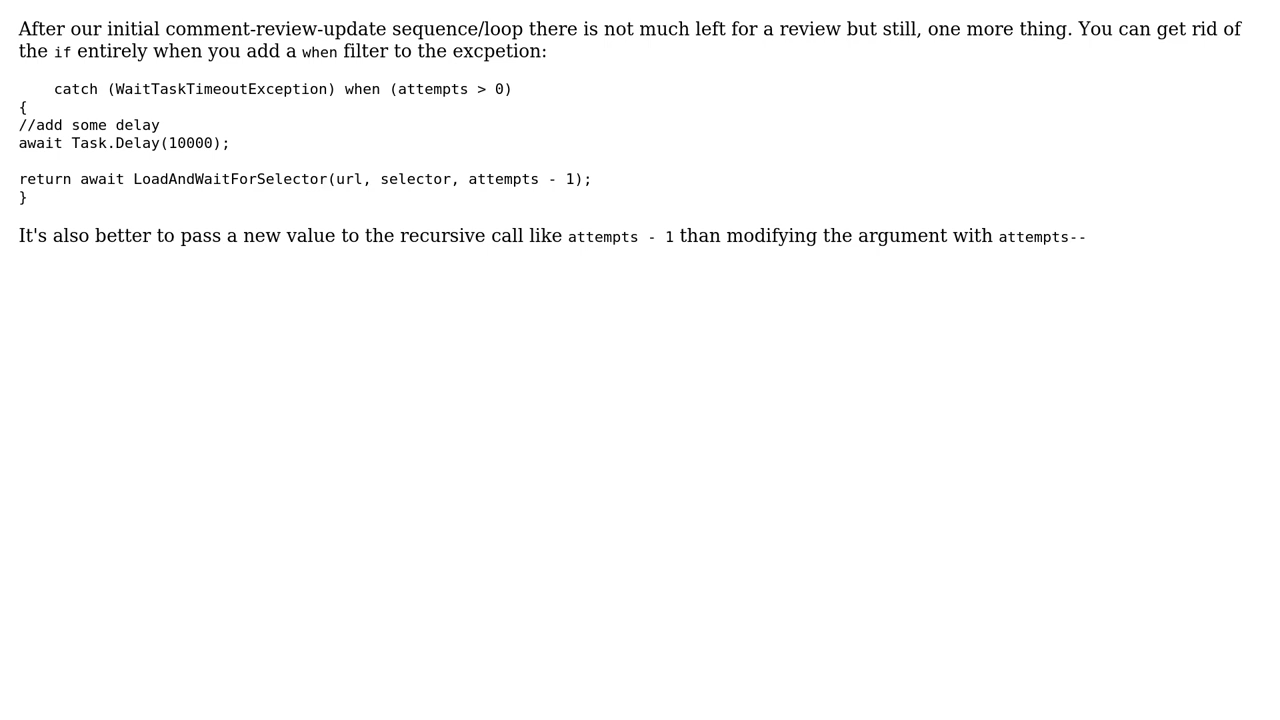 After our initial comment-review-update sequence/loop there is not much left for a review but still, one more thing. You can get rid of
the if entirely when you add a when filter to the excpetion:
catch (WaitTaskTimeoutException) when (attempts > 0)
{
//add some delay
await Task.Delay(10000);
return await LoadAndWaitForSelector(url, selector, attempts - 1);
}
It's also better to pass a new value to the recursive call like attempts - 1 than modifying the argument with attempts--